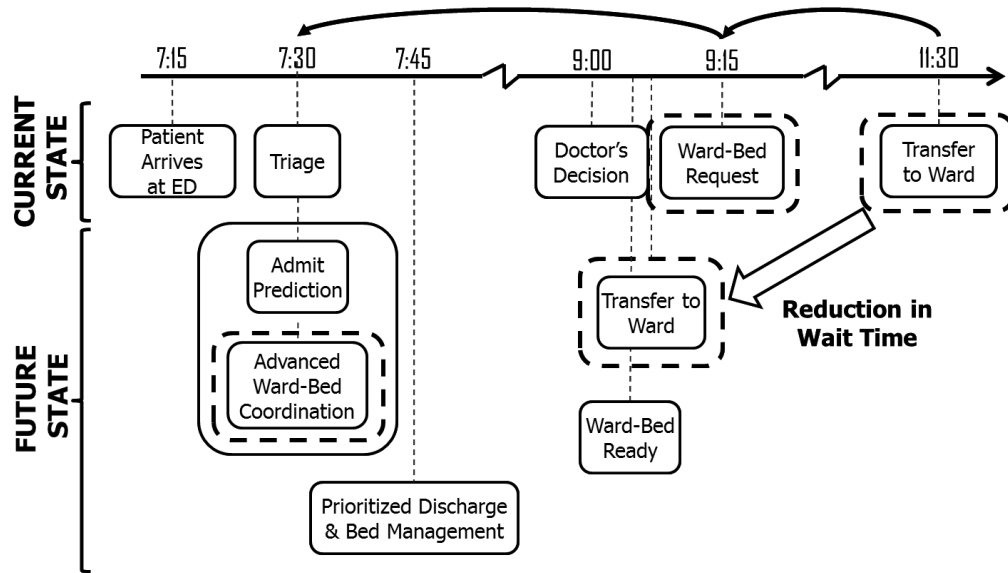 7:15
7:30
7:45
9:00
9:15
11:30
CURRENT
STATE
Patient
Arrives
at ED
Triage
Doctor's
Decision
Ward-Bed
Request
Transfer
to Ward
FUTURE
STATE
Admit
Prediction
Advanced
Ward-Bed
Coordination
Transfer to
Ward
Reduction in
Wait Time
Ward-Bed
Ready
Prioritized Discharge
& Bed Management